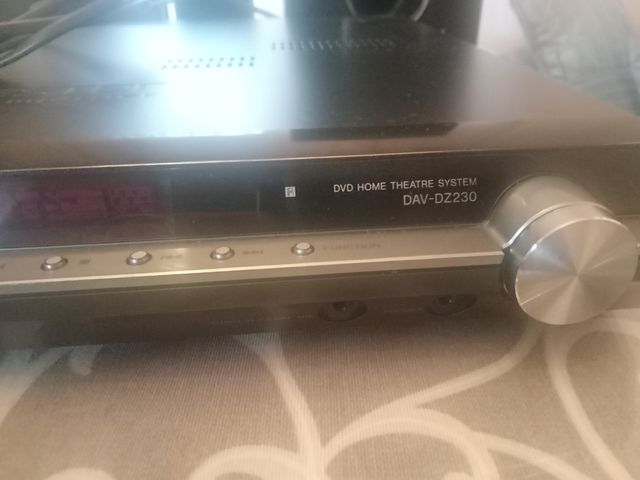 DVD HOME THEATRE SYSTEM
DAV-DZ230
FUNCTION